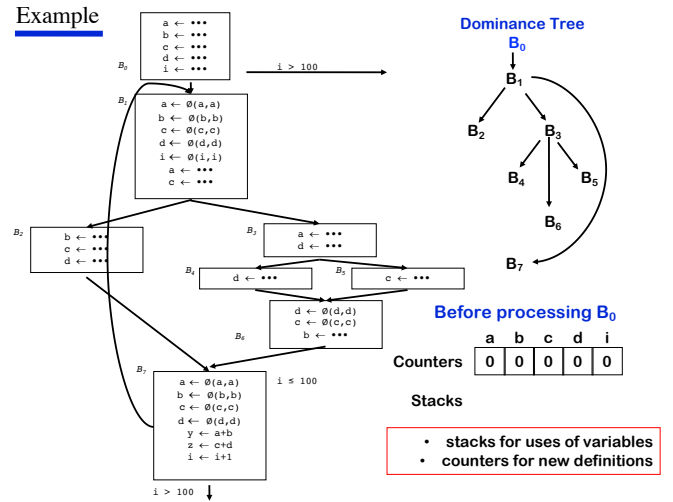 Example
B₀
a ← •••
b ← •••
c ← •••
d ← •••
i ← •••
i > 100
B₁
a ← Ø(a,a)
b ← Ø(b,b)
c ← Ø(c,c)
d ← Ø(d,d)
i ← Ø(i,i)
a ← •••
c ← •••
B₂
b ← •••
c ← •••
d ← •••
B₃
a ← •••
d ← •••
B₄
d ← •••
B₅
c ← •••
d ← Ø(d,d)
c ← Ø(c,c)
b ← •••
B₆
B₇
a ← Ø(a,a)
b ← Ø(b,b)
c ← Ø(c,c)
d ← Ø(d,d)
y ← a+b
z ← c+d
i ← i+1
i ≤ 100
i > 100
Dominance Tree
B₀
B₁
B₂ B₃
B₄ B₅
B₆
B₇
Before processing B₀
a b c d i
Counters 0 0 0 0 0
Stacks
• stacks for uses of variables
• counters for new definitions